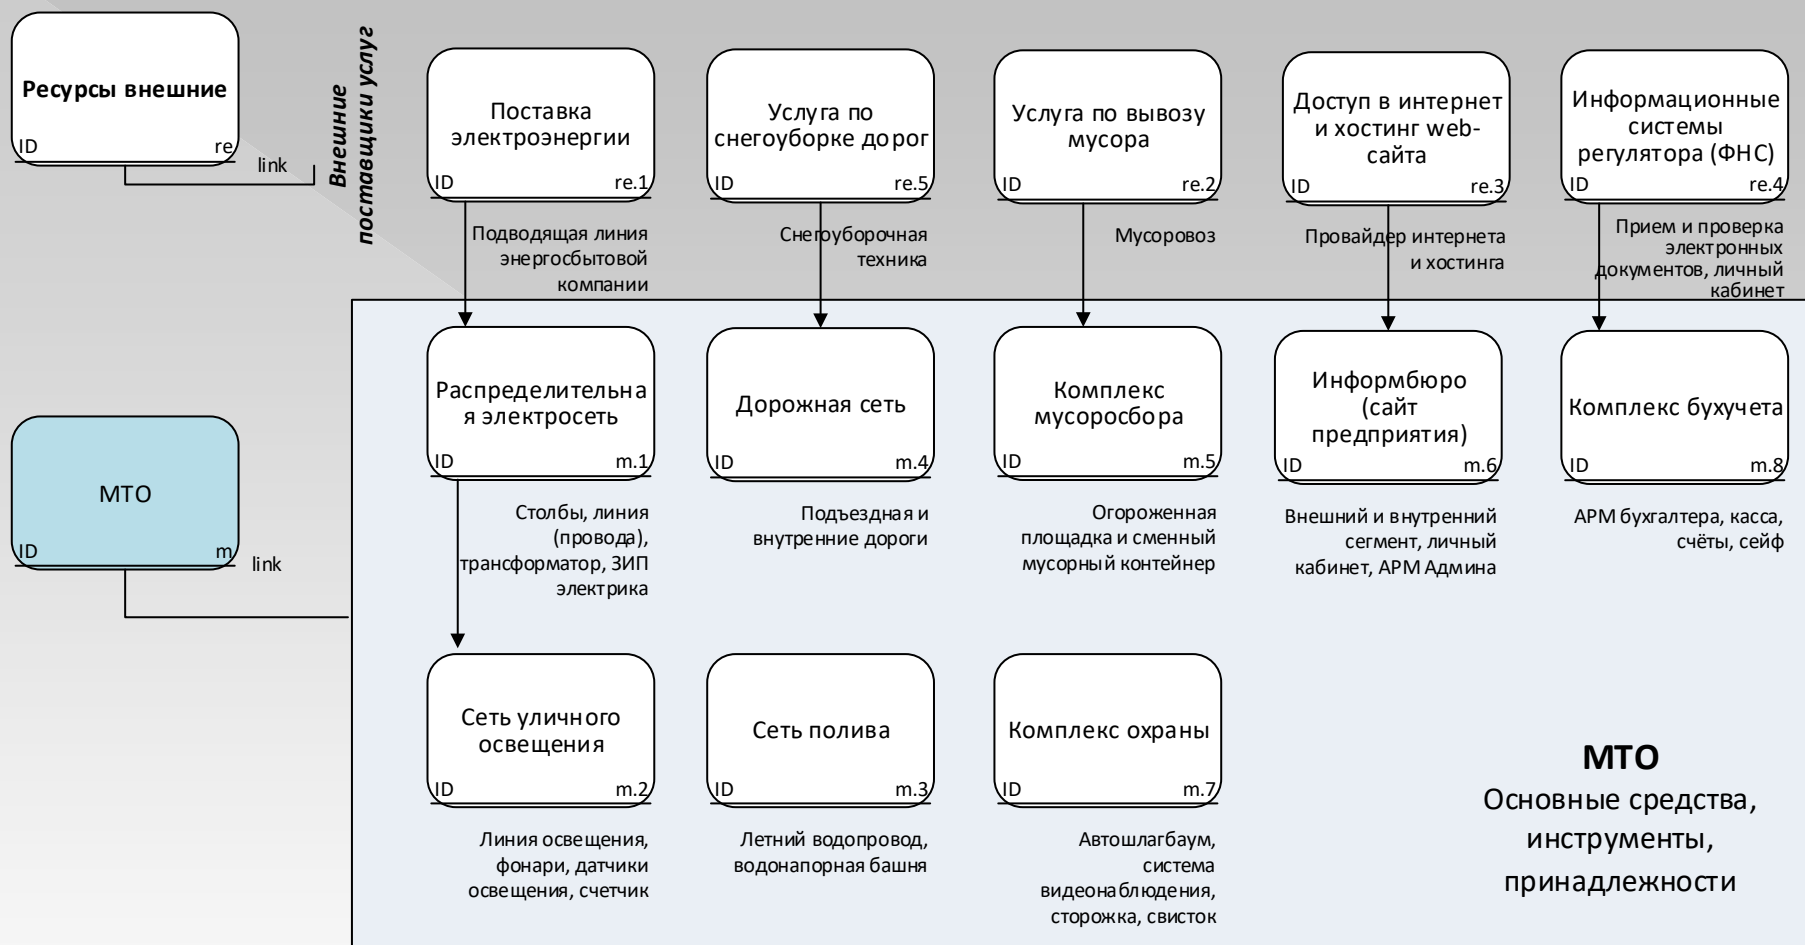 Ресурсы внешние
ID
re
link
Внешние
поставщики услуг
Поставка
электроэнергии
ID
re.1
Услуга по
снегоуборке дорог
ID
re.5
Услуга по вывозу
мусора
ID
re.2
Доступ в интернет
и хостинг web-
сайта
ID
re.3
Информационные
системы
регулятора (ФНС)
ID
re.4
Подводящая линия
энергосбытовой
компании
Снегоуборочная
техника
Мусоровоз
Провайдер интернета
и хостинга
Прием и проверка
электронных
документов, личный
кабинет
МТО
ID
m
link
Распределительна
я электросеть
ID
m.1
Дорожная сеть
ID
m.4
Комплекс
мусоросбора
ID
m.5
Информбюро
(сайт
предприятия)
ID
m.6
Комплекс бухучета
ID
m.8
Столбы, линия
(провода),
трансформатор, ЗИП
электрика
Подъездная и
внутренние дороги
Огороженная
площадка и сменный
мусорный контейнер
Внешний и внутренний
сегмент, личный
кабинет, АРМ Админа
АРМ бухгалтера, касса,
счёты, сейф
Сеть уличного
освещения
ID
m.2
Сеть полива
ID
m.3
Комплекс охраны
ID
m.7
Линия освещения,
фонари, датчики
освещения, счетчик
Летний водопровод,
водонапорная башня
Автошлагбаум,
система
видеонаблюдения,
сторожка, свисток
МТО
Основные средства,
инструменты,
принадлежности